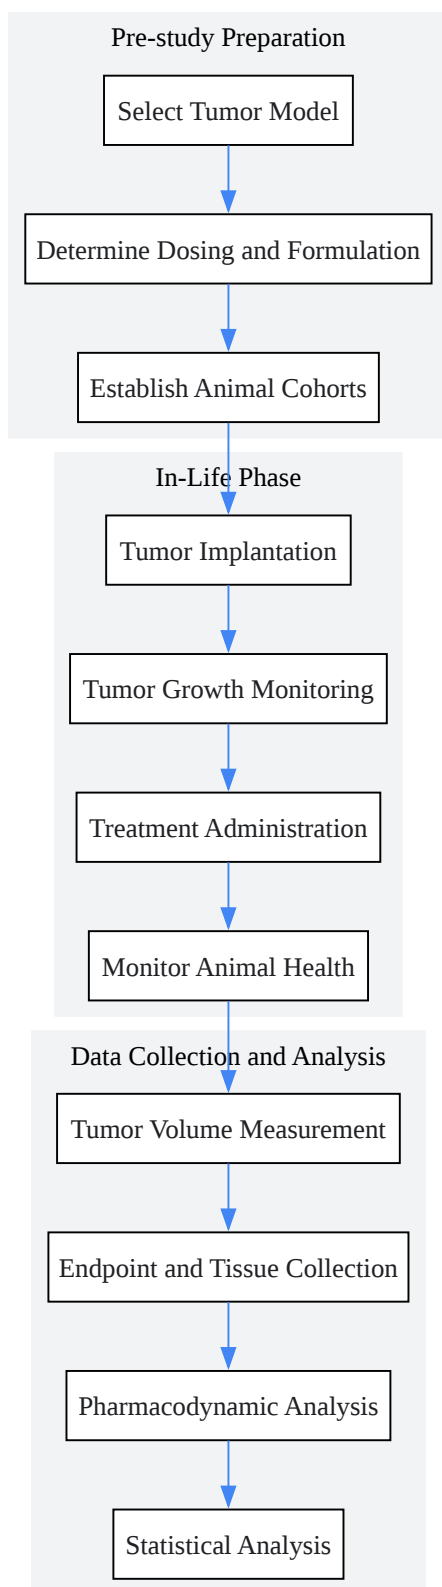 Pre-study Preparation
Select Tumor Model
Determine Dosing and Formulation
Establish Animal Cohorts
In-Life Phase
Tumor Implantation
Tumor Growth Monitoring
Treatment Administration
Monitor Animal Health
Data Collection and Analysis
Tumor Volume Measurement
Endpoint and Tissue Collection
Pharmacodynamic Analysis
Statistical Analysis